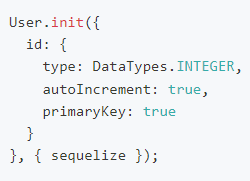 User.init({
  id: {
    type: DataTypes.INTEGER,
    autoIncrement: true,
    primaryKey: true
  }
}, { sequelize });